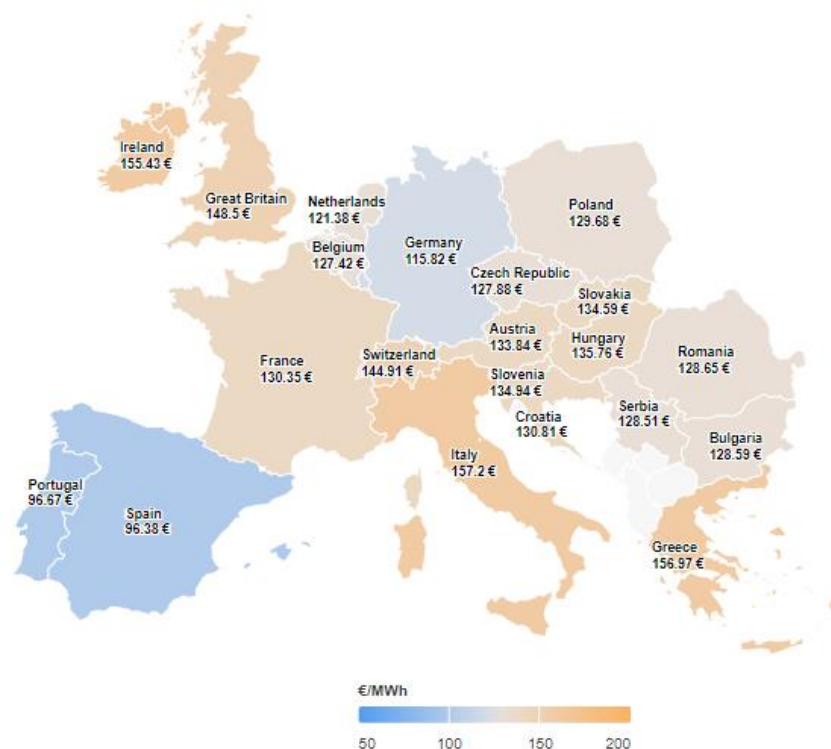 Ireland
155.43 €
Great Britain
148.5 €
Netherlands
121.38 €
Belgium
127.42 €
Germany
115.82 €
Poland
129.68 €
Czech Republic
127.88 €
Slovakia
134.59 €
Austria
133.84 €
Hungary
135.76 €
France
130.35 €
Switzerland
144.91 €
Slovenia
134.94 €
Croatia
130.81 €
Romania
128.65 €
Serbia
128.51 €
Bulgaria
128.59 €
Italy
157.2 €
Portugal
96.67 €
Spain
96.38 €
Greece
156.97 €
€/MWh
50 100 150 200